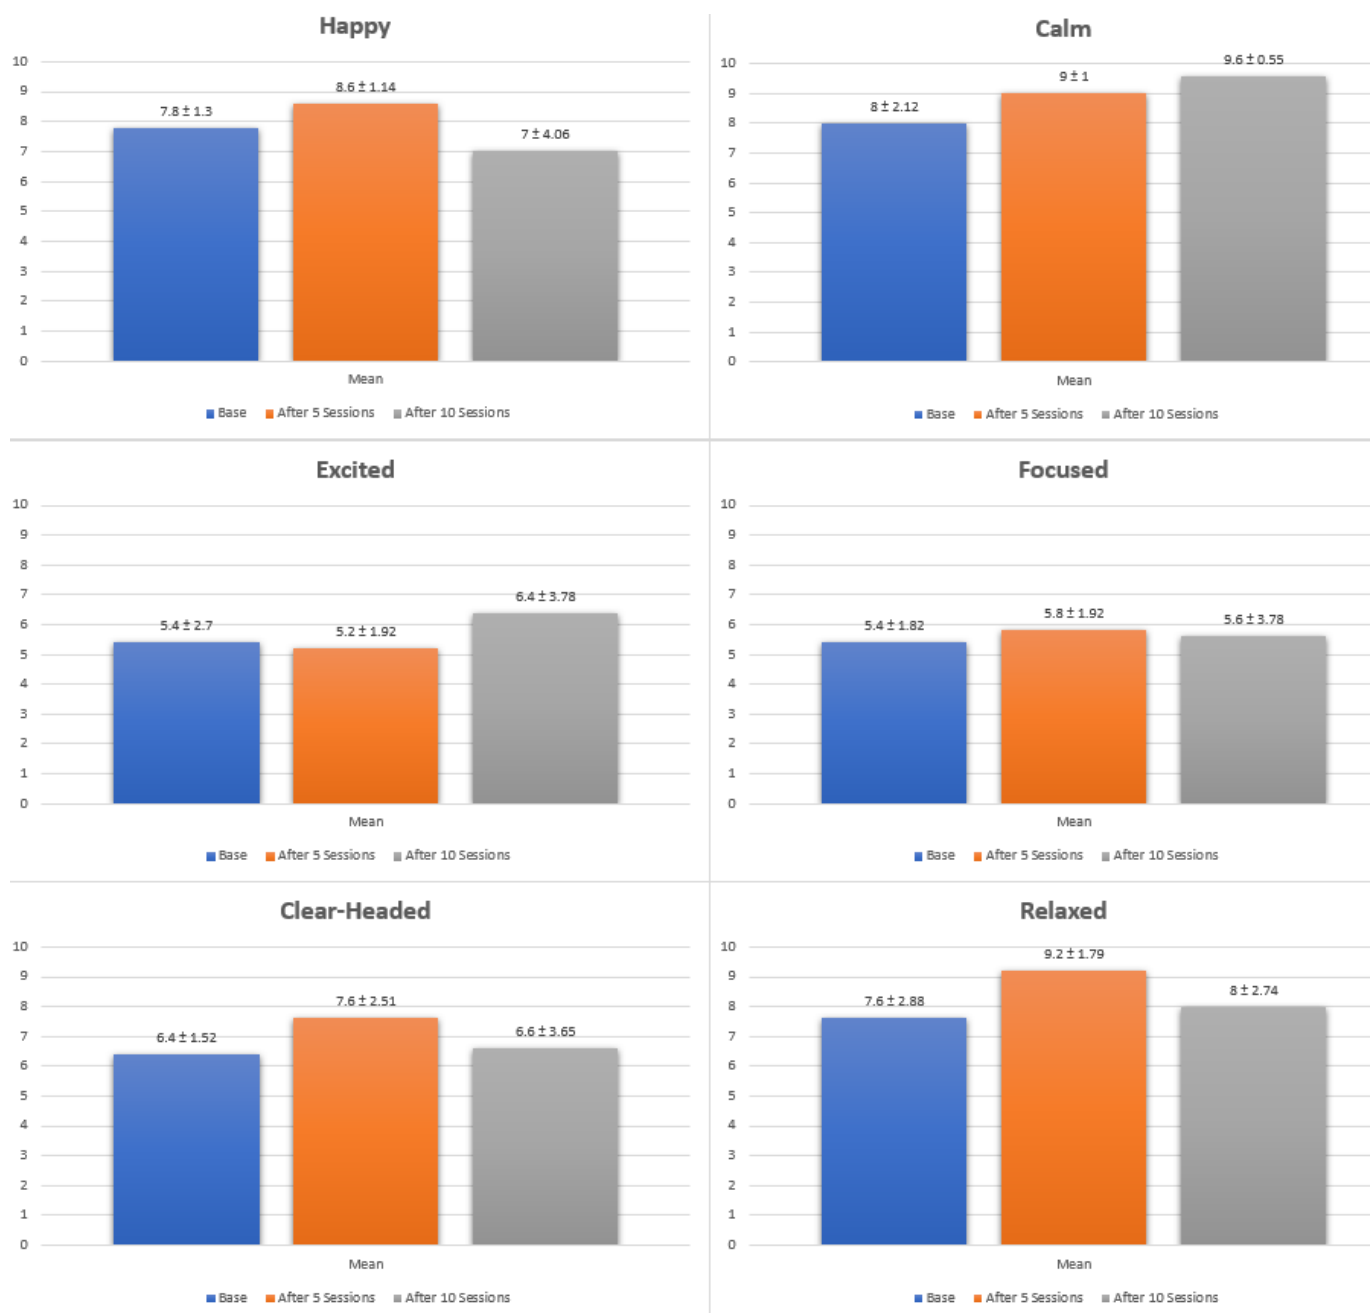 Happy
10
9
8
7
6
5
4
3
2
1
0
7.8 ± 1.3
8.6 ± 1.14
7 ± 4.06
Mean
Base After 5 Sessions After 10 Sessions
Calm
10
9
8
7
6
5
4
3
2
1
0
8 ± 2.12
9 ± 1
9.6 ± 0.55
Mean
Base After 5 Sessions After 10 Sessions
Excited
10
9
8
7
6
5
4
3
2
1
0
5.4 ± 2.7
5.2 ± 1.92
6.4 ± 3.78
Mean
Base After 5 Sessions After 10 Sessions
Focused
10
9
8
7
6
5
4
3
2
1
0
5.4 ± 1.82
5.8 ± 1.92
5.6 ± 3.78
Mean
Base After 5 Sessions After 10 Sessions
Clear-Headed
10
9
8
7
6
5
4
3
2
1
0
6.4 ± 1.52
7.6 ± 2.51
6.6 ± 3.65
Mean
Base After 5 Sessions After 10 Sessions
Relaxed
10
9
8
7
6
5
4
3
2
1
0
7.6 ± 2.88
9.2 ± 1.79
8 ± 2.74
Mean
Base After 5 Sessions After 10 Sessions